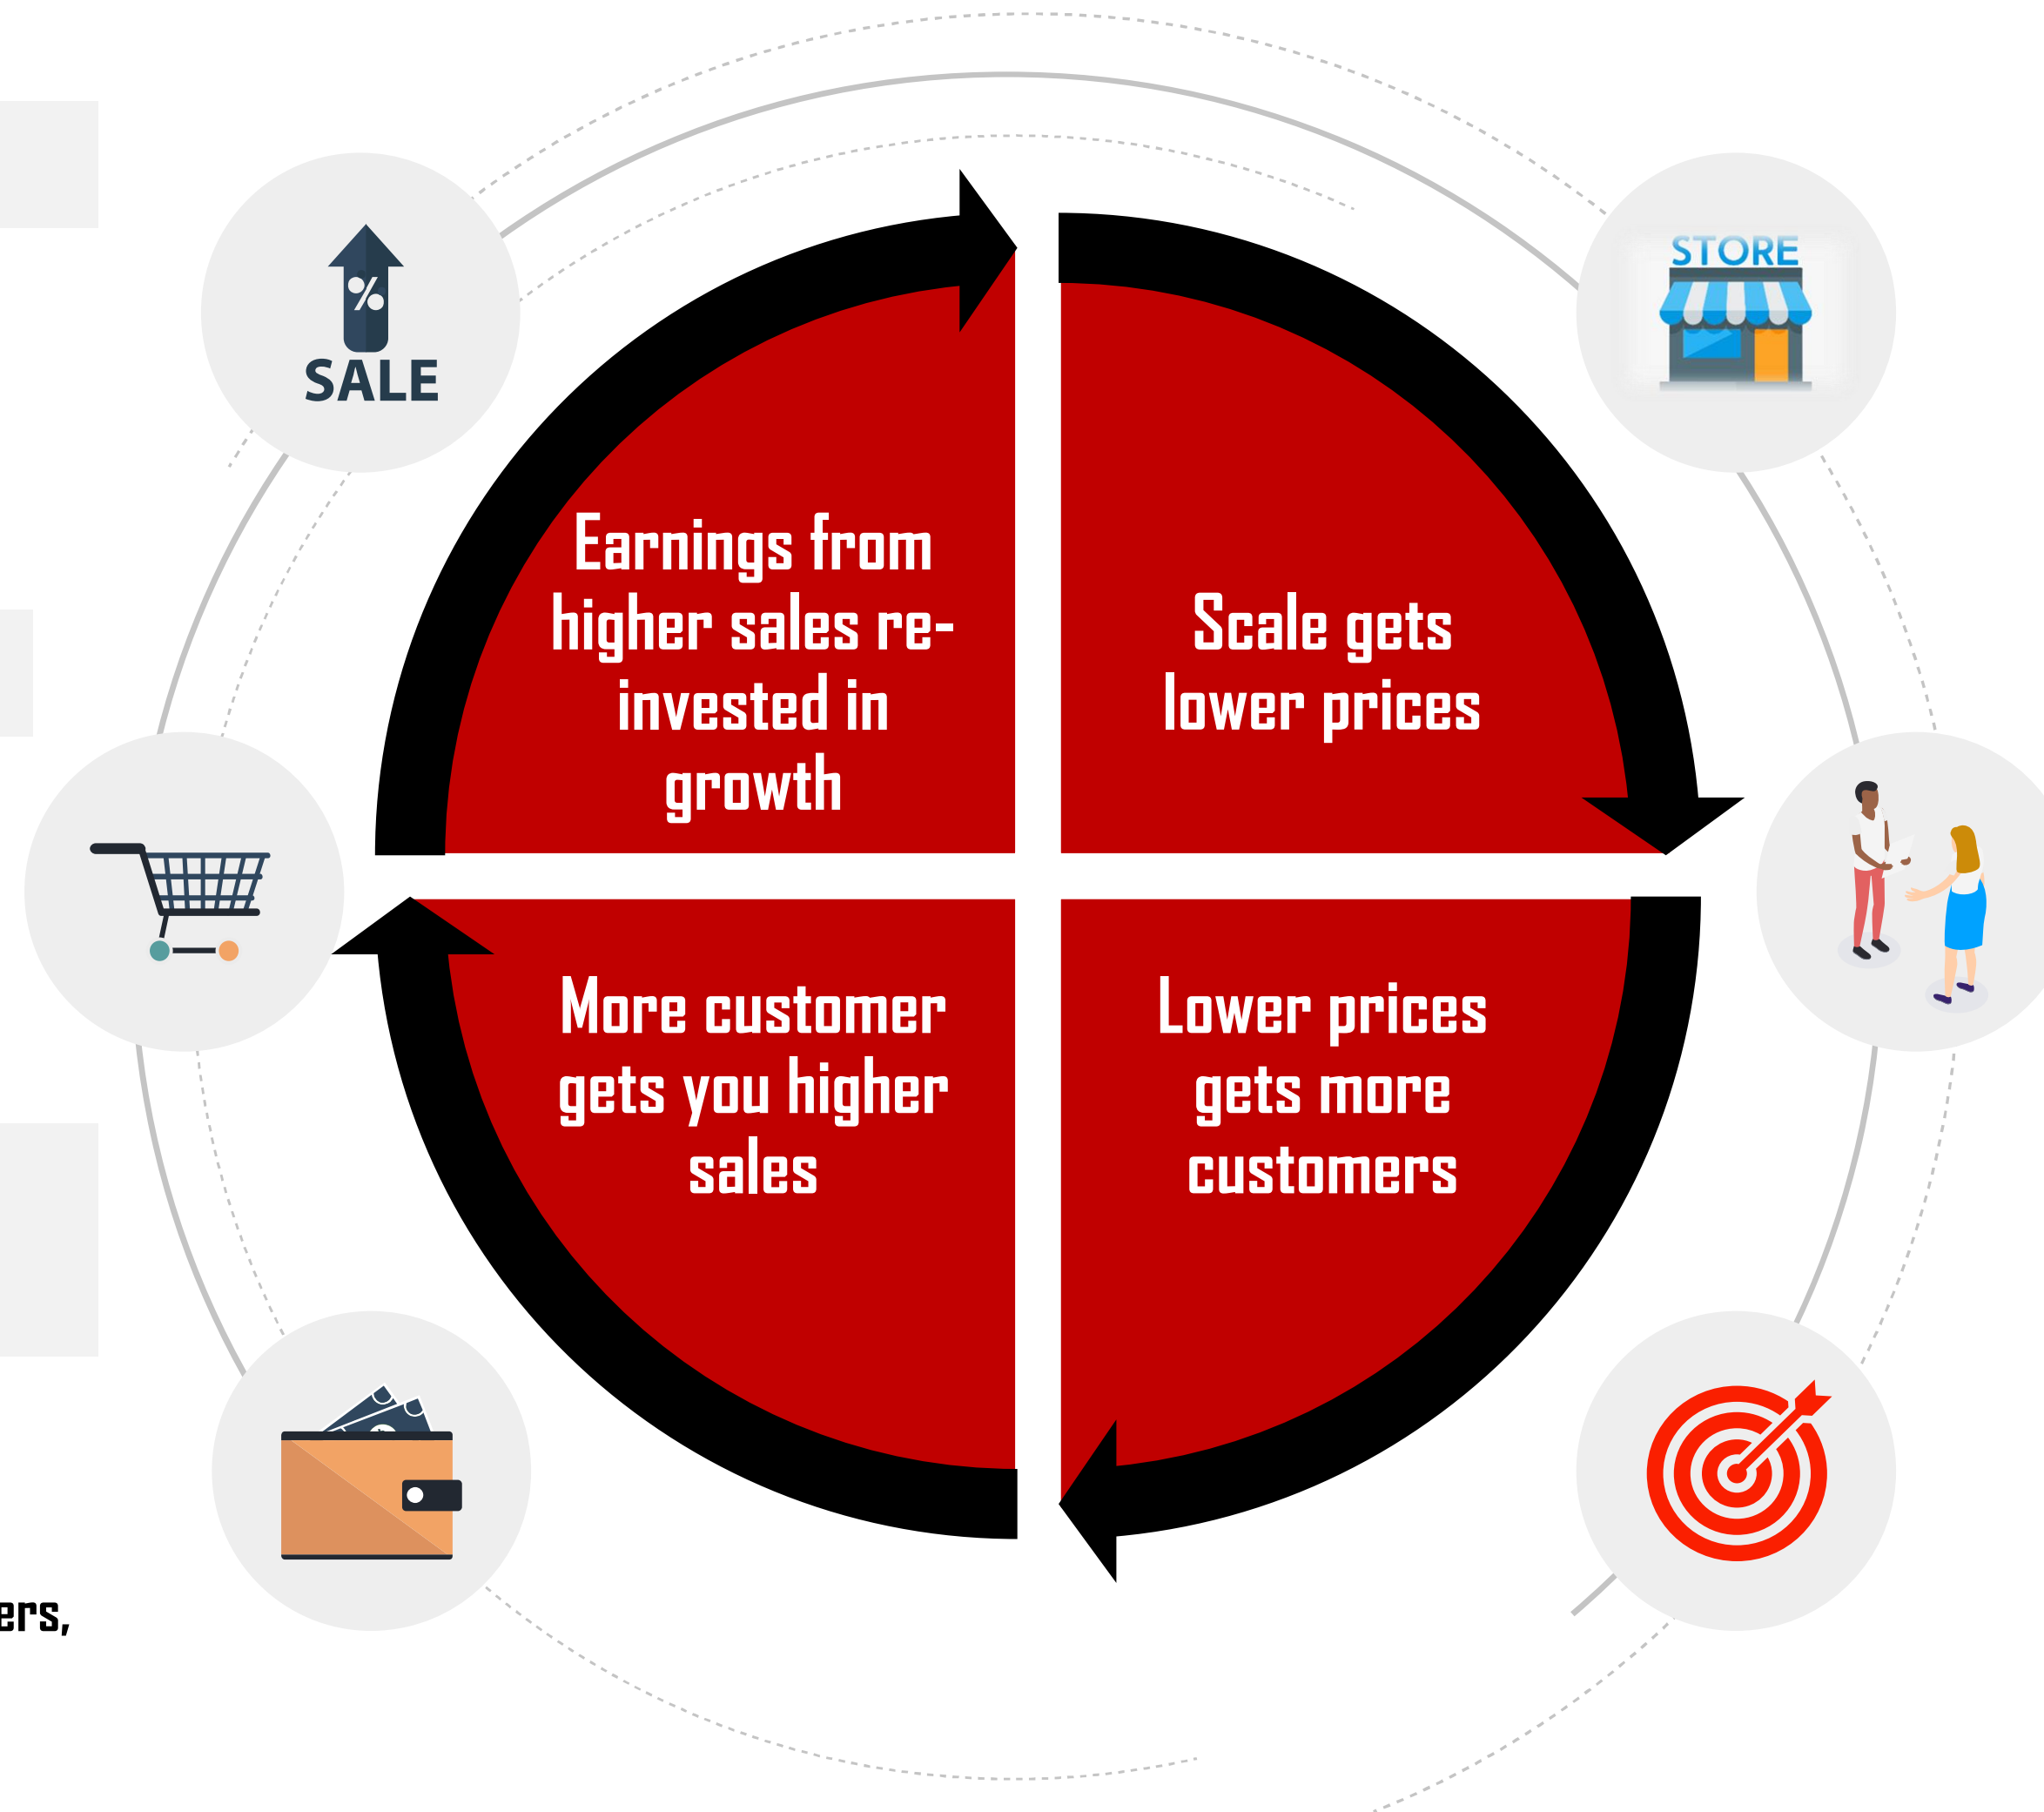 SALE
%
STORE
Earnings from
higher sales re-
invested in
growth
Scale gets
lower prices
More customer
gets you higher
sales
Lower prices
gets more
customers
ers,